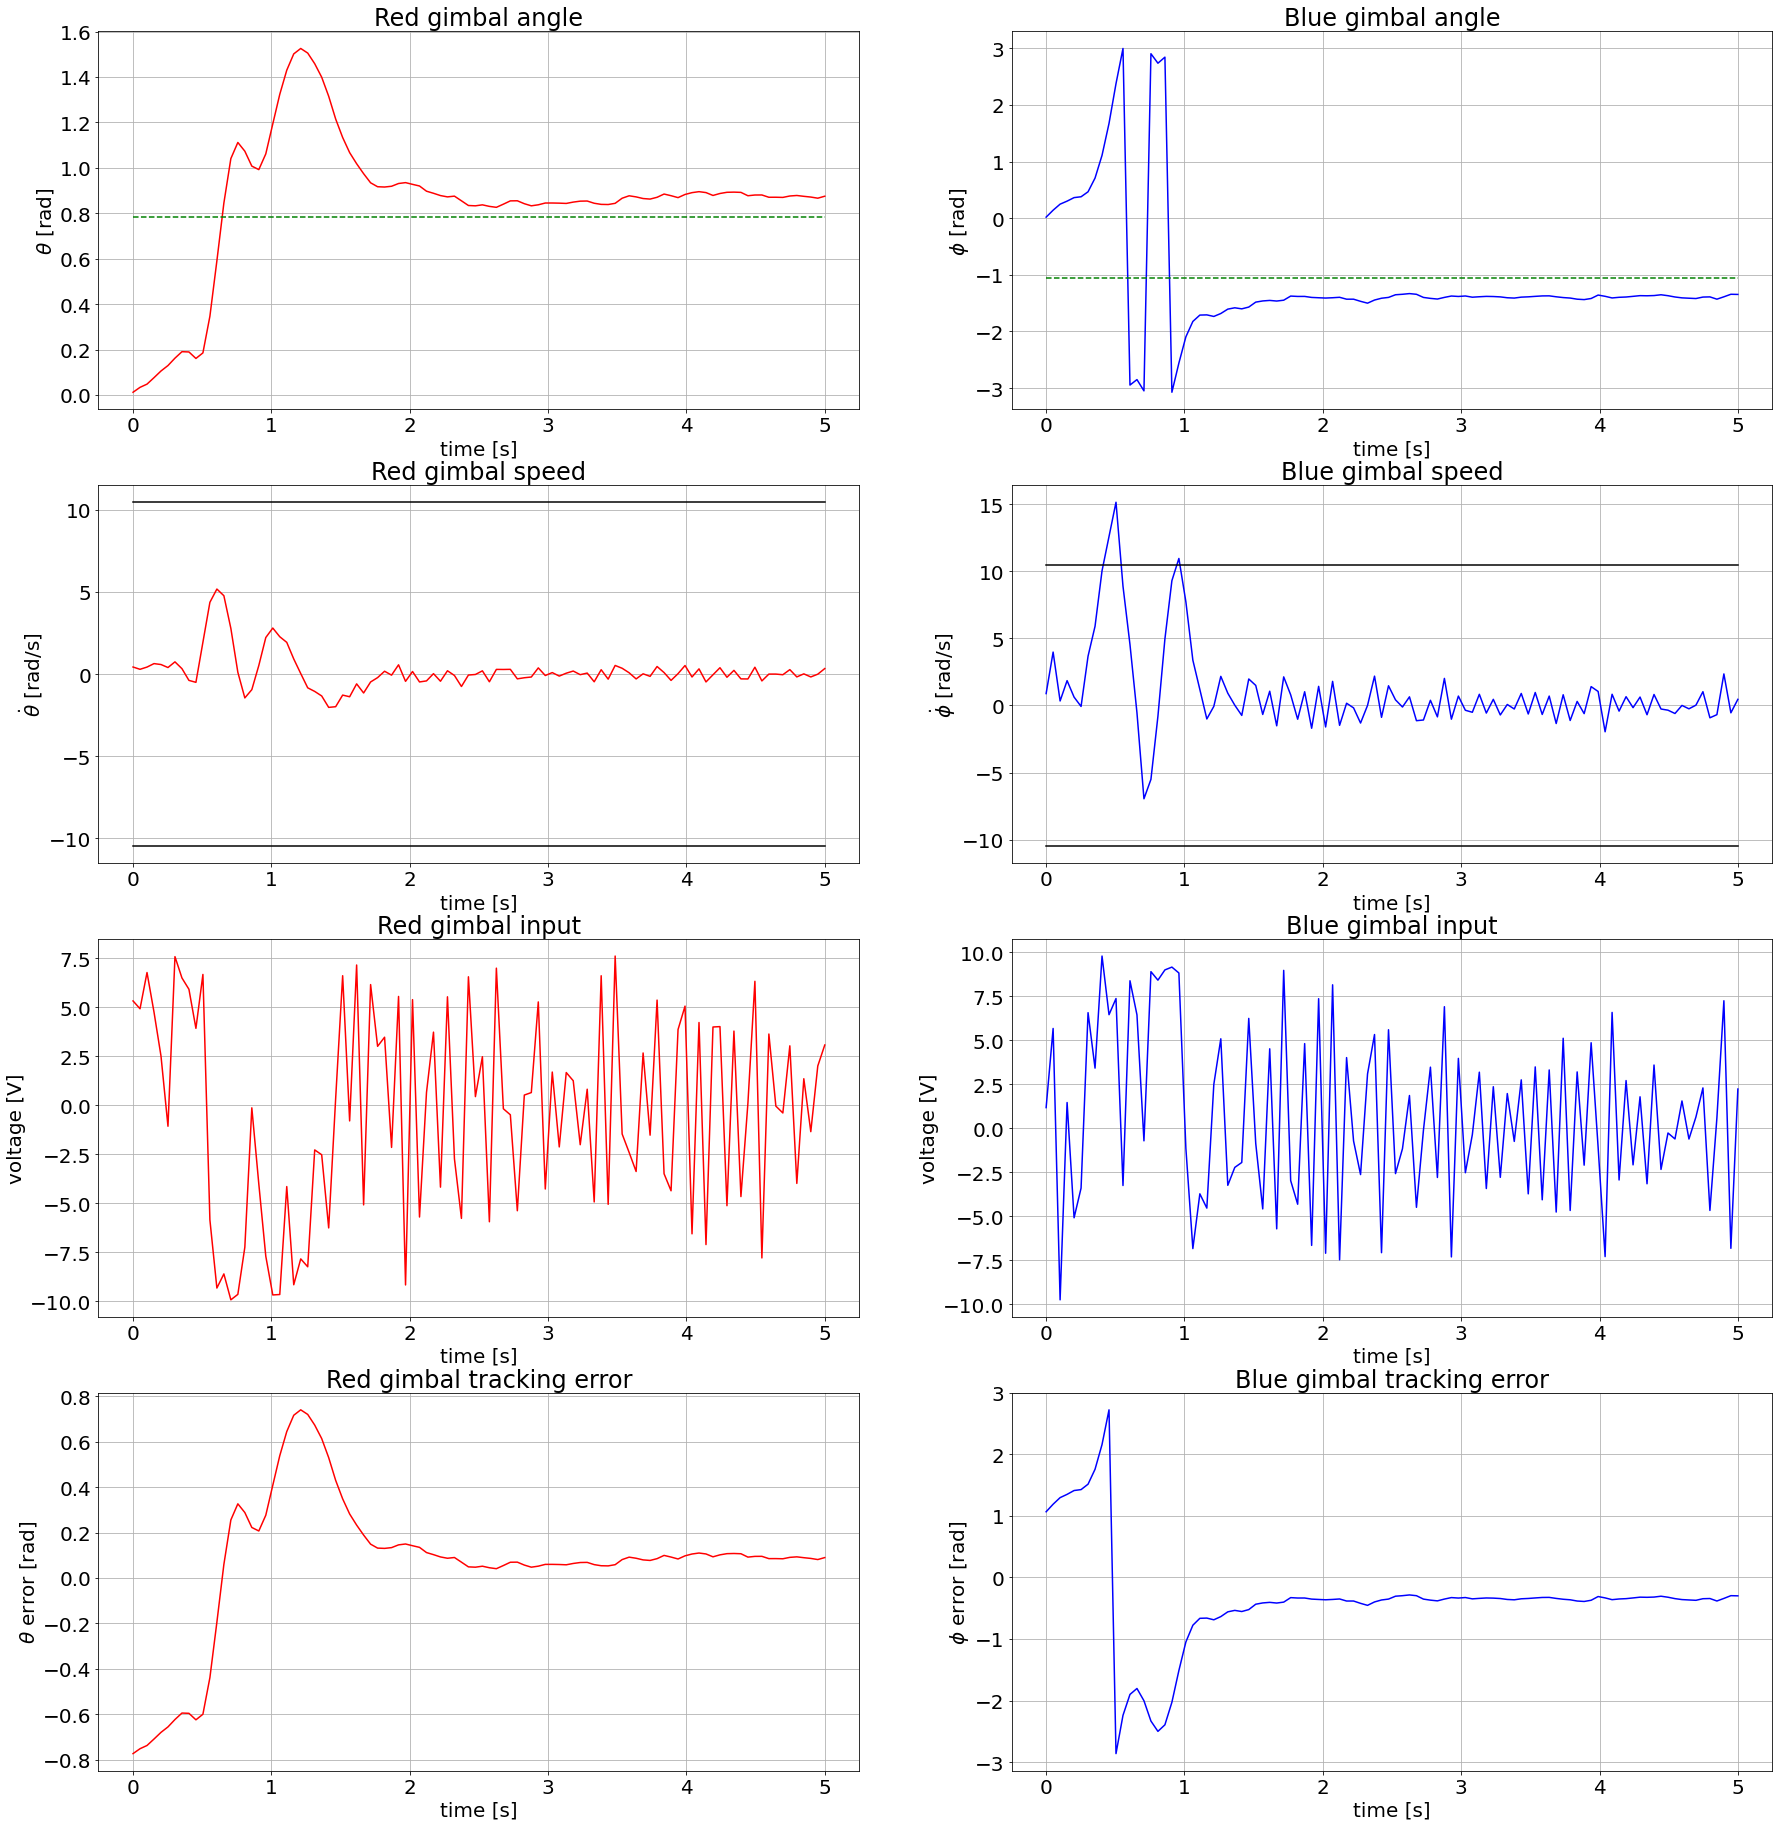 Red gimbal angle
1.6
1.4
1.2
1.0
0.8
0.6
0.4
0.2
0.0
θ [rad]
0 1 2 3 4 5
time [s]
Blue gimbal angle
3
2
1
0
−1
−2
−3
ϕ [rad]
0 1 2 3 4 5
time [s]
Red gimbal speed
10
5
0
−5
−10
θ̇ [rad/s]
0 1 2 3 4 5
time [s]
Blue gimbal speed
15
10
5
0
−5
−10
ϕ̇ [rad/s]
0 1 2 3 4 5
time [s]
Red gimbal input
7.5
5.0
2.5
0.0
−2.5
−5.0
−7.5
−10.0
voltage [V]
0 1 2 3 4 5
time [s]
Blue gimbal input
10.0
7.5
5.0
2.5
0.0
−2.5
−5.0
−7.5
−10.0
voltage [V]
0 1 2 3 4 5
time [s]
Red gimbal tracking error
0.8
0.6
0.4
0.2
0.0
−0.2
−0.4
−0.6
−0.8
θ error [rad]
0 1 2 3 4 5
time [s]
Blue gimbal tracking error
3
2
1
0
−1
−2
−3
ϕ error [rad]
0 1 2 3 4 5
time [s]